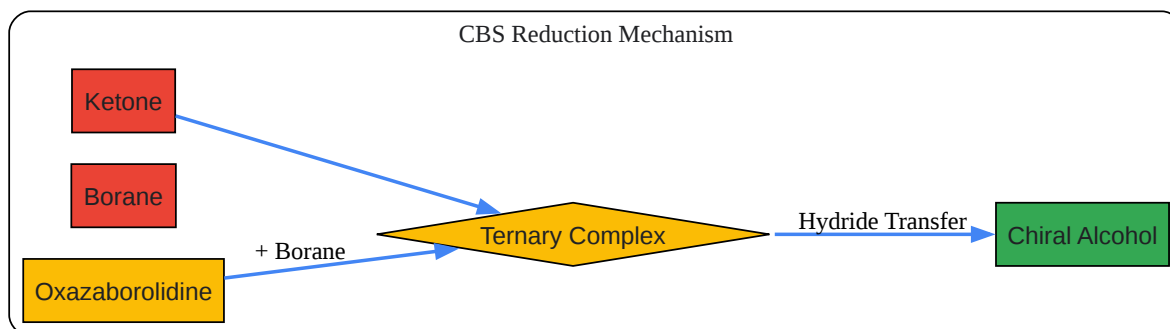 CBS Reduction Mechanism
Ketone
Borane
Oxazaborolidine
+ Borane
Ternary Complex
Hydride Transfer
Chiral Alcohol